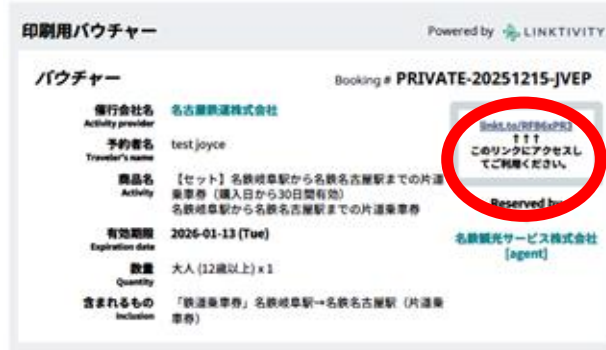 印刷用バウチャー
Powered by LINKTIVITY
バウチャー
Booking # PRIVATE-20251215-JVEP
催行会社名 名古屋鉄道株式会社
Activity provider
linkt.to/RFB6xPR3
↑↑↑
このリンクにアクセスし
てご利用ください。
予約者名 test joyce
Traveler's name
商品名 【セット】名鉄岐阜駅から名鉄名古屋駅までの片道
Activity 乗車券（購入日から30日間有効）
名鉄岐阜駅から名鉄名古屋駅までの片道乗車券
Reserved by
名鉄観光サービス株式会社
[agent]
有効期限 2026-01-13 (Tue)
Expiration date
数量 大人 (12歳以上) x 1
Quantity
含まれるもの 「鉄道乗車券」名鉄岐阜駅→名鉄名古屋駅（片道乗
Inclusion 車券）